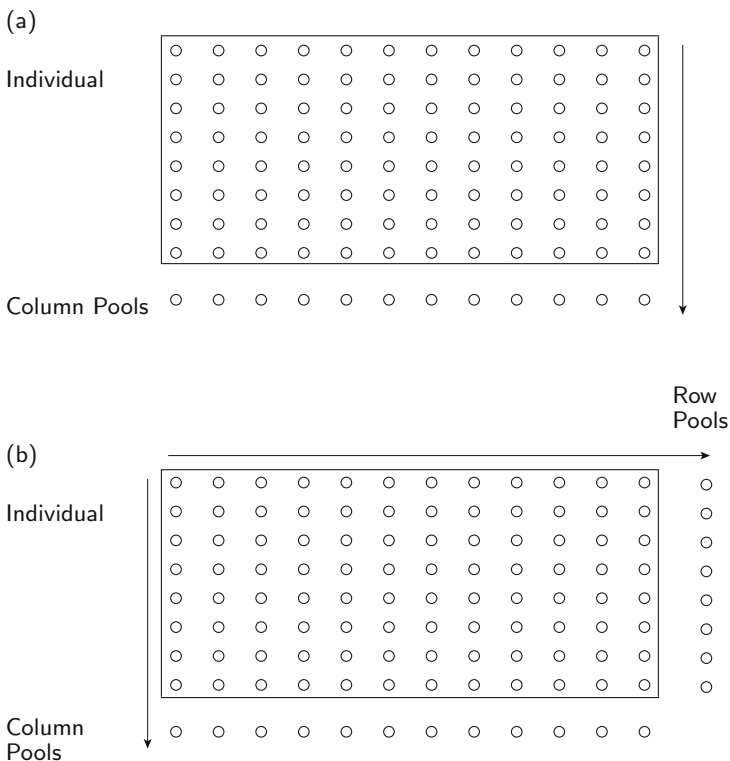 (a)
Individual
Column Pools
Row
Pools
(b)
Individual
Column
Pools